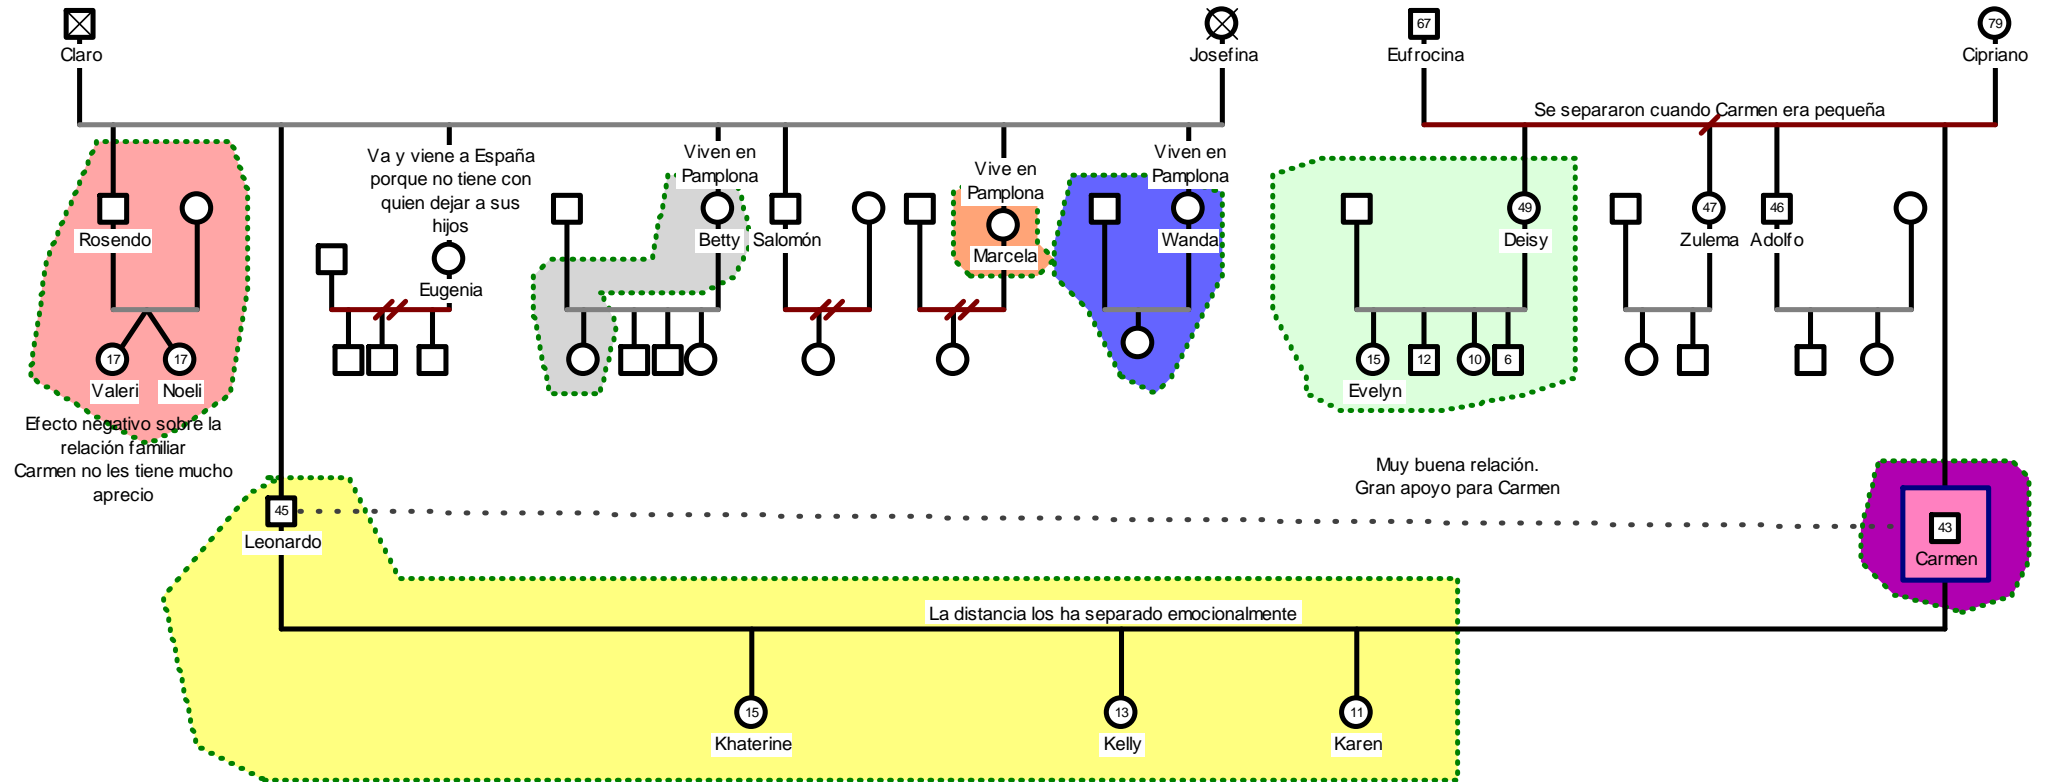 67
79
Claro
Josefina
Eufrocina
Cipriano
Se separaron cuando Carmen era pequeña
Va y viene a España
porque no tiene con
quien dejar a sus
hijos
Viven en
Pamplona
Vive en
Pamplona
Viven en
Pamplona
49
47
46
Rosendo
Betty
Salomón
Marcela
Wanda
Deisy
Zulema
Adolfo
Eugenia
17
17
15
12
10
6
Valeri
Noeli
Evelyn
Efecto negativo sobre la
relación familiar
Carmen no les tiene mucho
aprecio
Muy buena relación.
Gran apoyo para Carmen
45
Leonardo
43
Carmen
La distancia los ha separado emocionalmente
15
13
11
Khaterine
Kelly
Karen